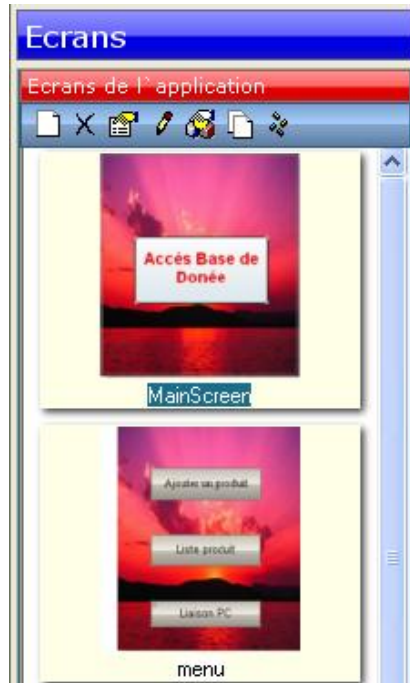 Ecrans
Ecrans de l`application
Accés Base de
Donée
MainScreen
Ajouter un produit
Liste produit
Liaison PC
menu